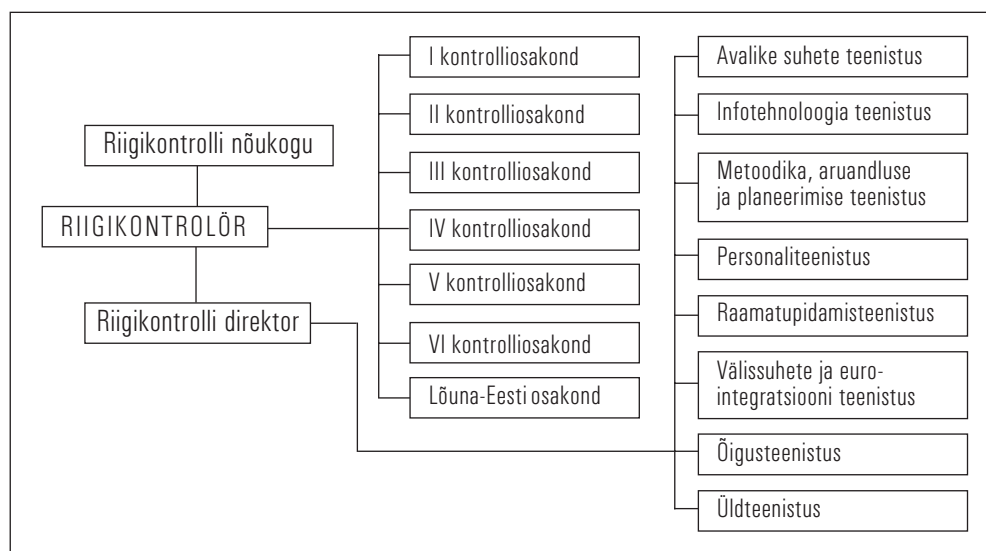 Riigikontrolli nõukogu
RIIGIKONTROLÖR
Riigikontrolli direktor
I kontrolliosakond
II kontrolliosakond
III kontrolliosakond
IV kontrolliosakond
V kontrolliosakond
VI kontrolliosakond
Lõuna-Eesti osakond
Avalike suhete teenistus
Infotehnoloogia teenistus
Metoodika, aruandluse
ja planeerimise teenistus
Personaliteenistus
Raamatupidamisteenistus
Välissuhete ja euro-
integratsiooni teenistus
Õigusteenistus
Üldteenistus